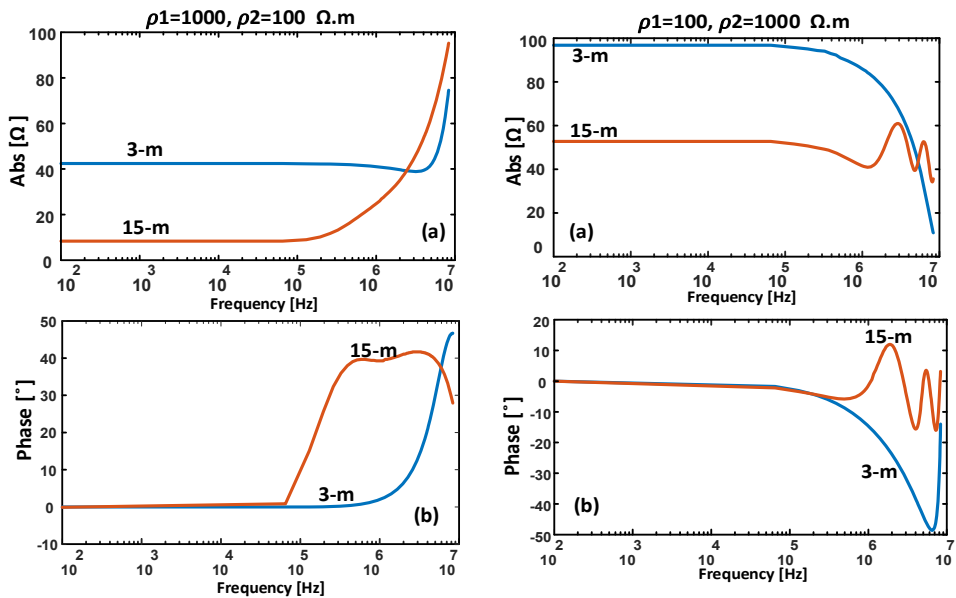 ρ1=1000, ρ2=100 Ω.m
100
80
60
40
20
0
Abs [Ω]
3-m
15-m
(a)
10^2 10^3 10^4 10^5 10^6 10^7
Frequency [Hz]
ρ1=100, ρ2=1000 Ω.m
100
80
60
40
20
0
Abs [Ω]
3-m
15-m
(a)
10^2 10^3 10^4 10^5 10^6 10^7
Frequency [Hz]
50
40
30
20
10
0
-10
Phase [°]
15-m
3-m
(b)
10^2 10^3 10^4 10^5 10^6 10^7
Frequency [Hz]
20
10
0
-10
-20
-30
-40
-50
Phase [°]
15-m
3-m
(b)
10^2 10^3 10^4 10^5 10^6 10^7
Frequency [Hz]